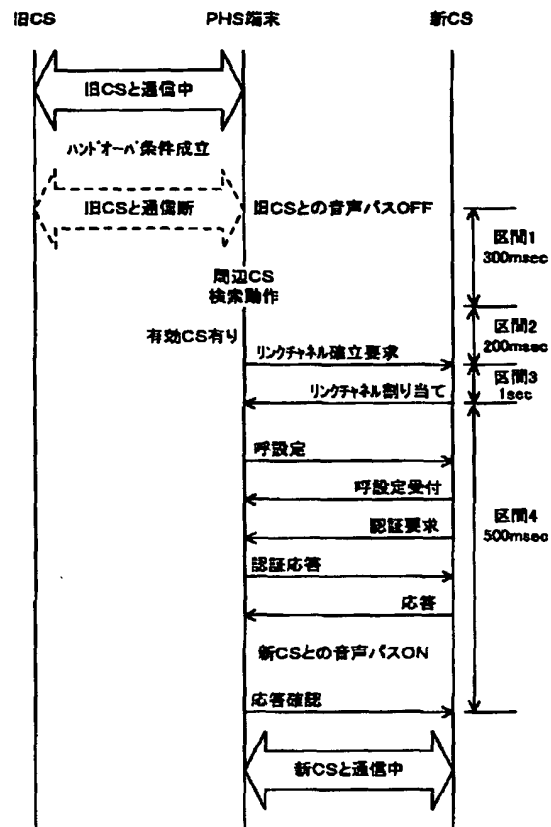 旧CS
PHS端末
新CS
旧CSと通信中
ハンドオーバ条件成立
旧CSと通信断
旧CSとの音声パスOFF
区間1
300msec
周辺CS
検索動作
有効CS有り
区間2
200msec
リンクチャネル確立要求
区間3
1sec
リンクチャネル割り当て
呼設定
呼設定受付
区間4
500msec
認証要求
認証応答
応答
新CSとの音声パスON
応答確認
新CSと通信中